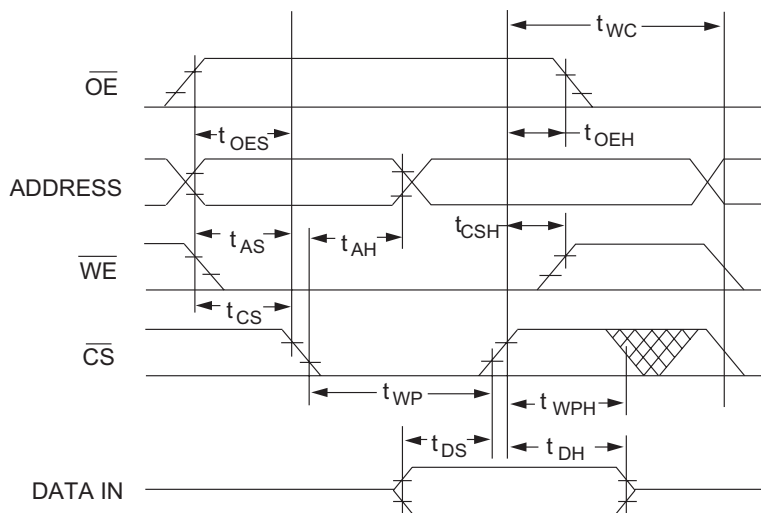 t WC
OE
t OES
t OEH
ADDRESS
t AS
t AH
t CSH
WE
t CS
CS
t WP
t WPH
t DS
t DH
DATA IN